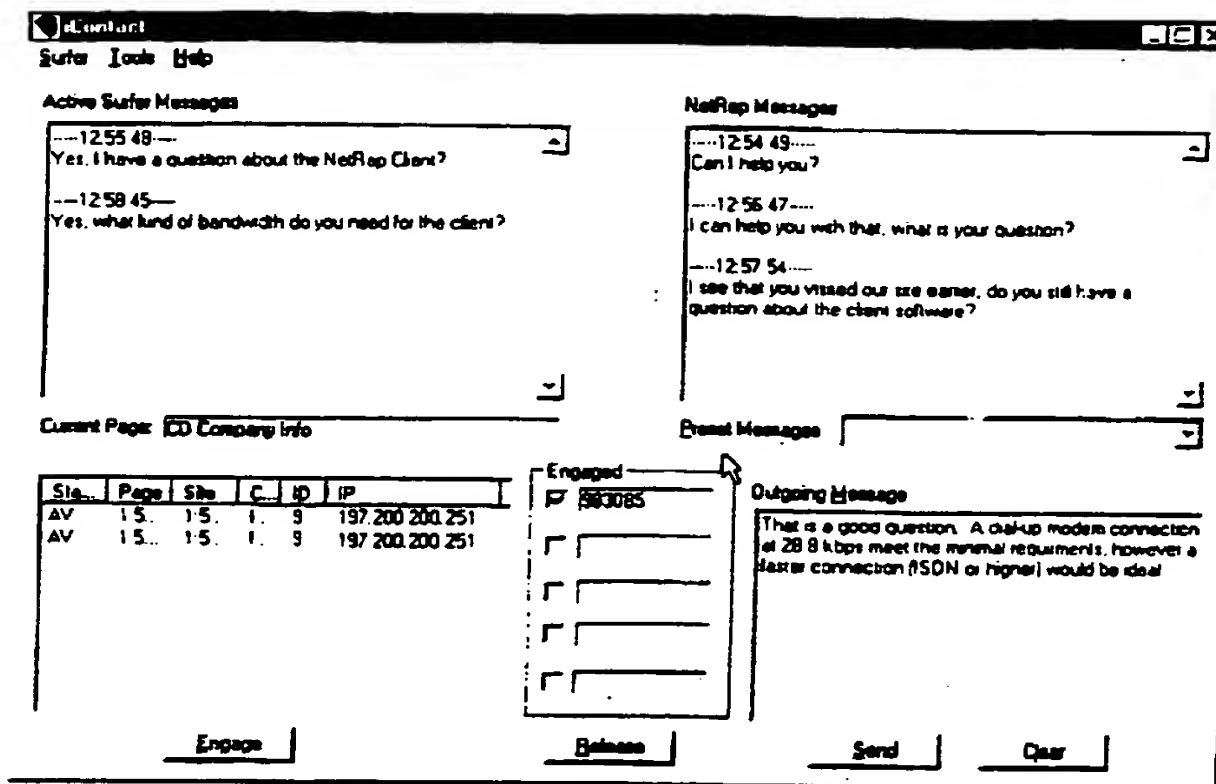 iContact
Surfer Tools Help
Active Surfer Messages
----12:55:48----
Yes, I have a question about the NetRep Client?
----12:58:45----
Yes, what kind of bandwidth do you need for the client?
NetRep Messages
----12:54:49----
Can I help you?
----12:56:47----
I can help you with that, what is your question?
----12:57:54----
I see that you visited our site earlier, do you still have a
question about the client software?
Current Page: Company Info
Preset Messages
Sta... Page Site C... ID IP
AV 1:5.. 1:5. 1. 9 197.200.200.251
AV 1:5... 1:5. 1. 9 197.200.200.251
Engaged
983085
Outgoing Message
That is a good question. A dial-up modem connection
at 28.8 kbps meet the minimal requirments, however a
faster connection (ISDN or higher) would be ideal
Engage
Release
Send
Clear